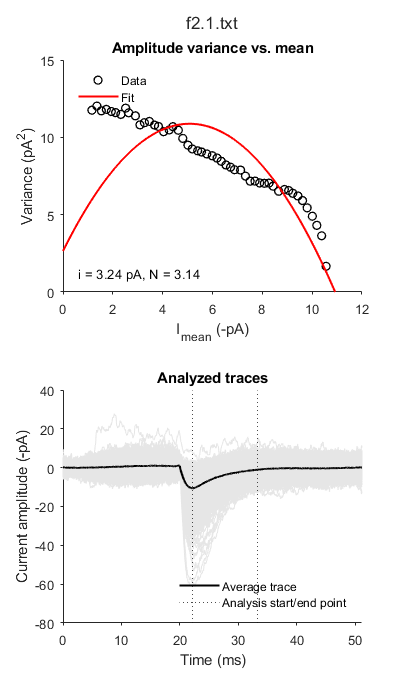 f2.1.txt
Amplitude variance vs. mean
Variance (pA2)
15
10
5
0
Data
Fit
i = 3.24 pA, N = 3.14
0 2 4 6 8 10 12
Imean (-pA)
Analyzed traces
Current amplitude (-pA)
40
20
0
-20
-40
-60
-80
Average trace
Analysis start/end point
0 10 20 30 40 50
Time (ms)